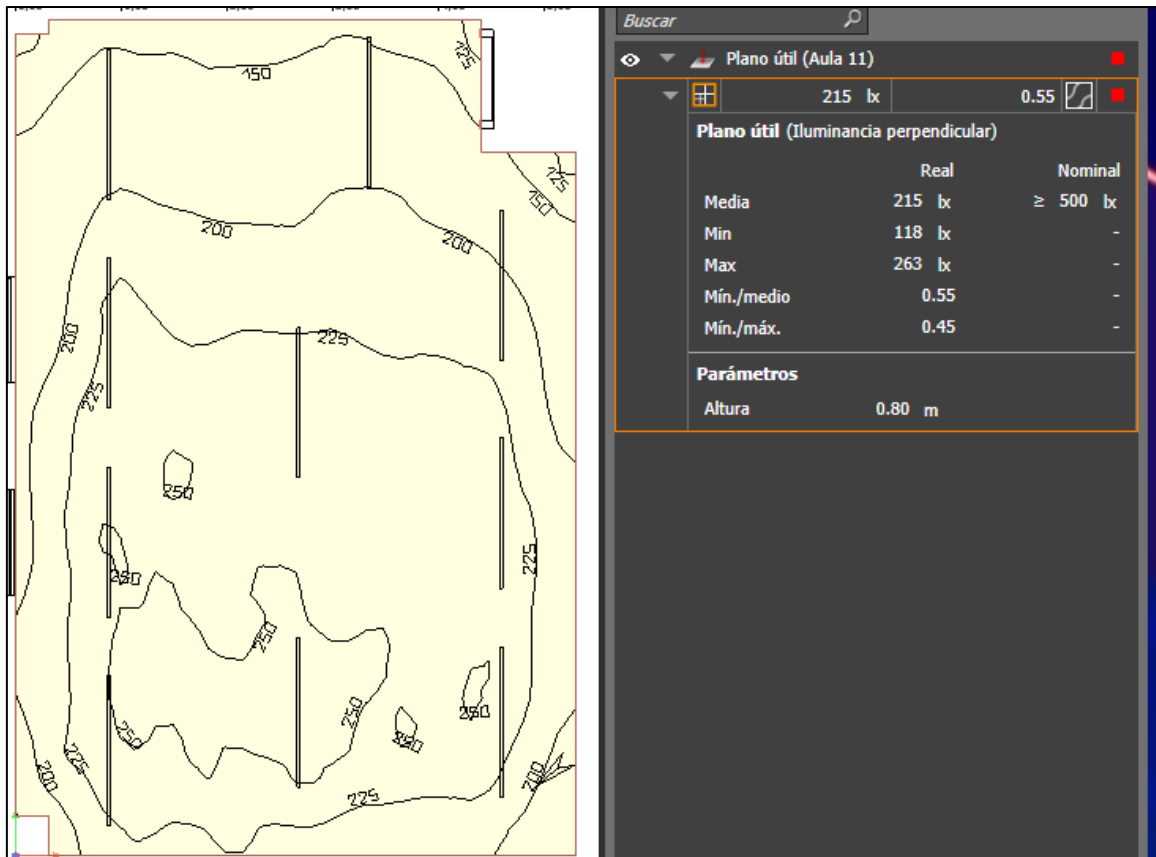 Buscar
Plano útil (Aula 11)
215 lx 0.55
Plano útil (Iluminancia perpendicular)
Real Nominal
Media 215 lx ≥ 500 lx
Min 118 lx -
Max 263 lx -
Mín./medio 0.55 -
Mín./máx. 0.45 -
Parámetros
Altura 0.80 m
125
150
125
150
200
200
200
225
225
250
250
225
250
250
250
250
250
225
200
225
200